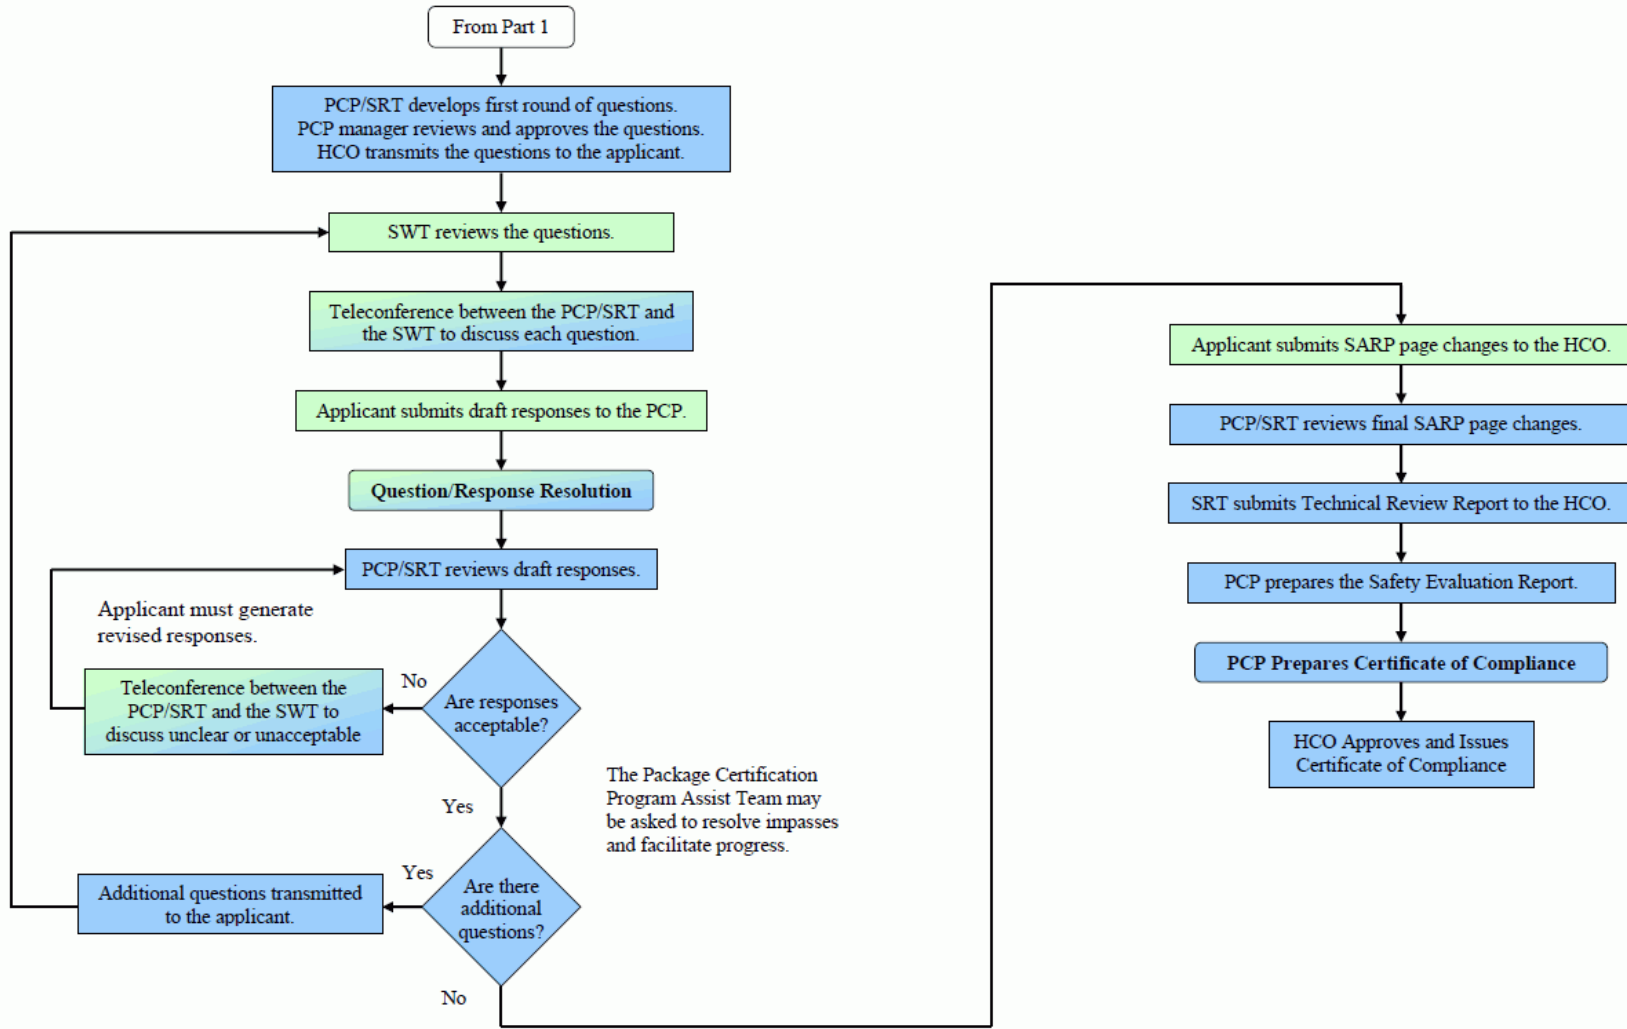 From Part 1
PCP/SRT develops first round of questions.
PCP manager reviews and approves the questions.
HCO transmits the questions to the applicant.
SWT reviews the questions.
Teleconference between the PCP/SRT and
the SWT to discuss each question.
Applicant submits draft responses to the PCP.
Question/Response Resolution
PCP/SRT reviews draft responses.
Applicant must generate
revised responses.
No
Teleconference between the
PCP/SRT and the SWT to
discuss unclear or unacceptable
Are responses
acceptable?
Yes
The Package Certification
Program Assist Team may
be asked to resolve impasses
and facilitate progress.
Yes
Additional questions transmitted
to the applicant.
Are there
additional
questions?
No
Applicant submits SARP page changes to the HCO.
PCP/SRT reviews final SARP page changes.
SRT submits Technical Review Report to the HCO.
PCP prepares the Safety Evaluation Report.
PCP Prepares Certificate of Compliance
HCO Approves and Issues
Certificate of Compliance